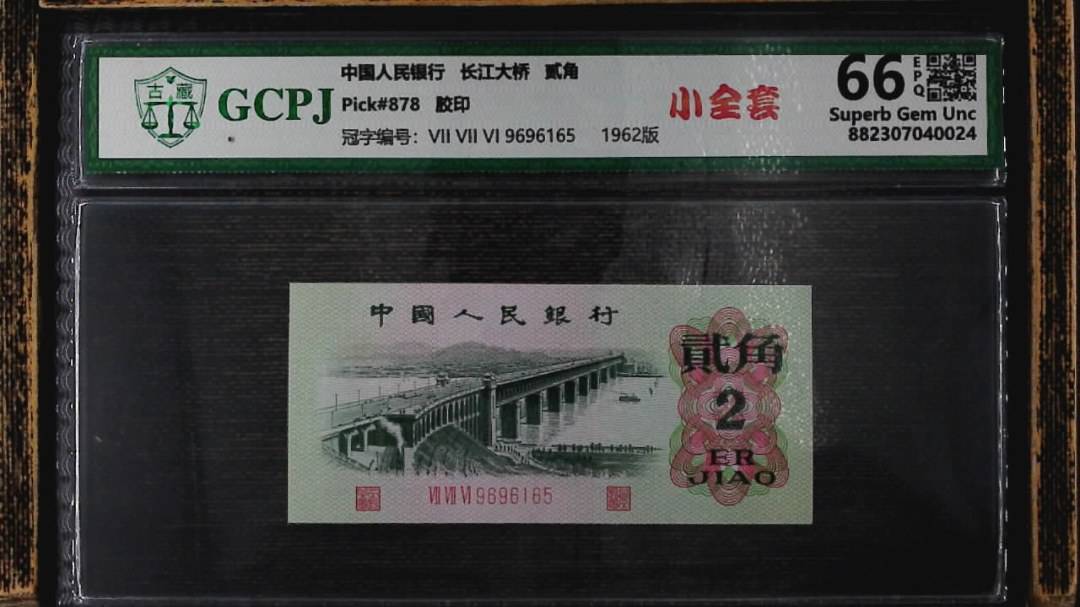 古藏
GCPJ
中国人民银行 长江大桥 贰角
Pick#878 胶印
冠字编号: VII VII VI 9696165 1962版
小全套
66
EPQ
Superb Gem Unc
882307040024
中國人民銀行
貳角
2
ER
JIAO
VII VII VI 9696165